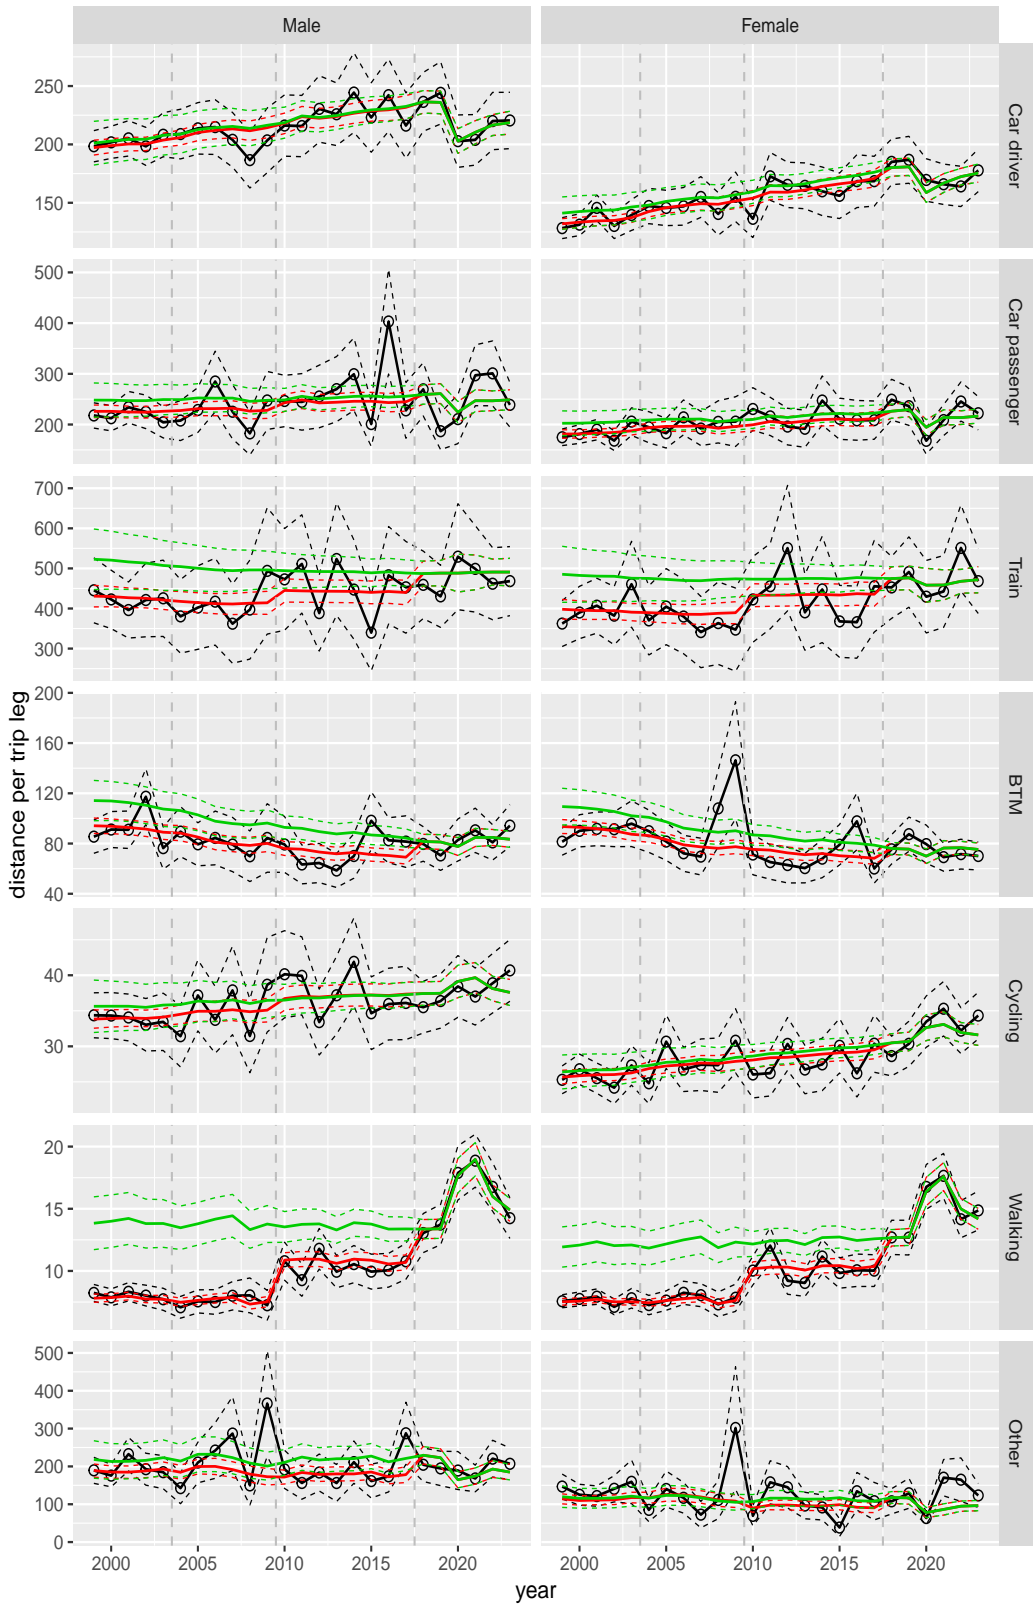 Male Female
250
200
150
Car driver
500
400
300
200
Car passenger
700
600
500
400
300
Train
200
160
120
80
40
BTM
distance per trip leg
40
30
Cycling
20
15
10
Walking
500
400
300
200
100
0
Other
2000 2005 2010 2015 2020 2000 2005 2010 2015 2020
year